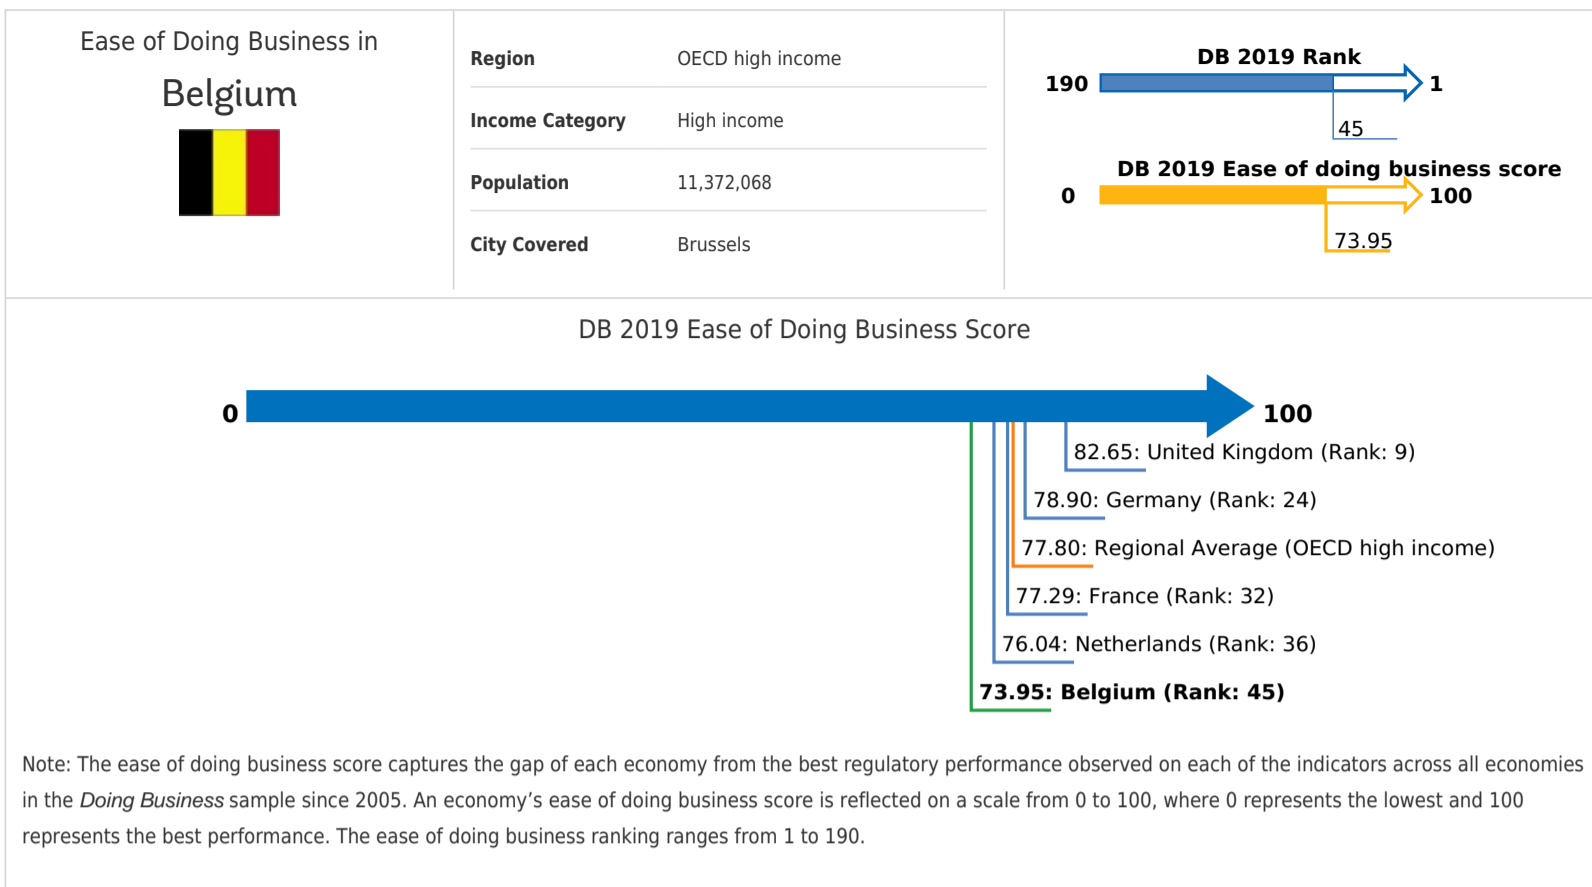 Ease of Doing Business in
Belgium
Region OECD high income
Income Category High income
Population 11,372,068
City Covered Brussels
DB 2019 Rank
190 1
45
DB 2019 Ease of doing business score
0 100
73.95
DB 2019 Ease of Doing Business Score
0 100
82.65: United Kingdom (Rank: 9)
78.90: Germany (Rank: 24)
77.80: Regional Average (OECD high income)
77.29: France (Rank: 32)
76.04: Netherlands (Rank: 36)
73.95: Belgium (Rank: 45)
Note: The ease of doing business score captures the gap of each economy from the best regulatory performance observed on each of the indicators across all economies
in the Doing Business sample since 2005. An economy’s ease of doing business score is reflected on a scale from 0 to 100, where 0 represents the lowest and 100
represents the best performance. The ease of doing business ranking ranges from 1 to 190.